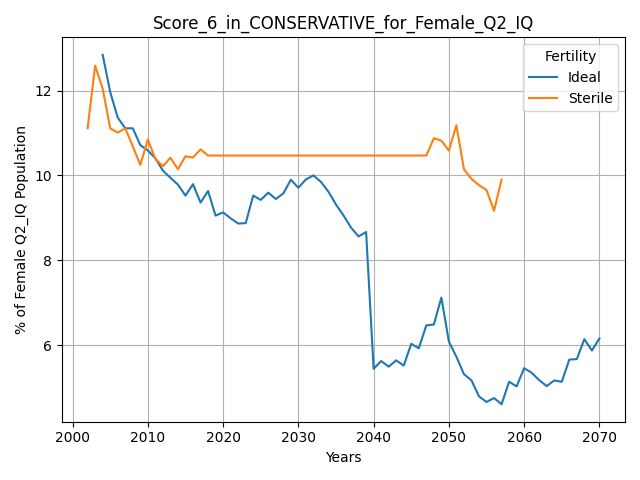 Score_6_in_CONSERVATIVE_for_Female_Q2_IQ
Fertility
Ideal
Sterile
% of Female Q2_IQ Population
12
10
8
6
2000 2010 2020 2030 2040 2050 2060 2070
Years